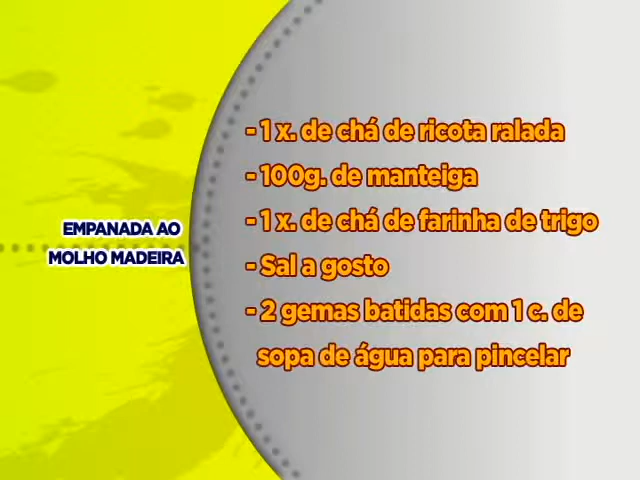 EMPANADA AO
MOLHO MADEIRA
- 1 x. de chá de ricota ralada
- 100g. de manteiga
- 1 x. de chá de farinha de trigo
- Sal a gosto
- 2 gemas batidas com 1 c. de
sopa de água para pincelar